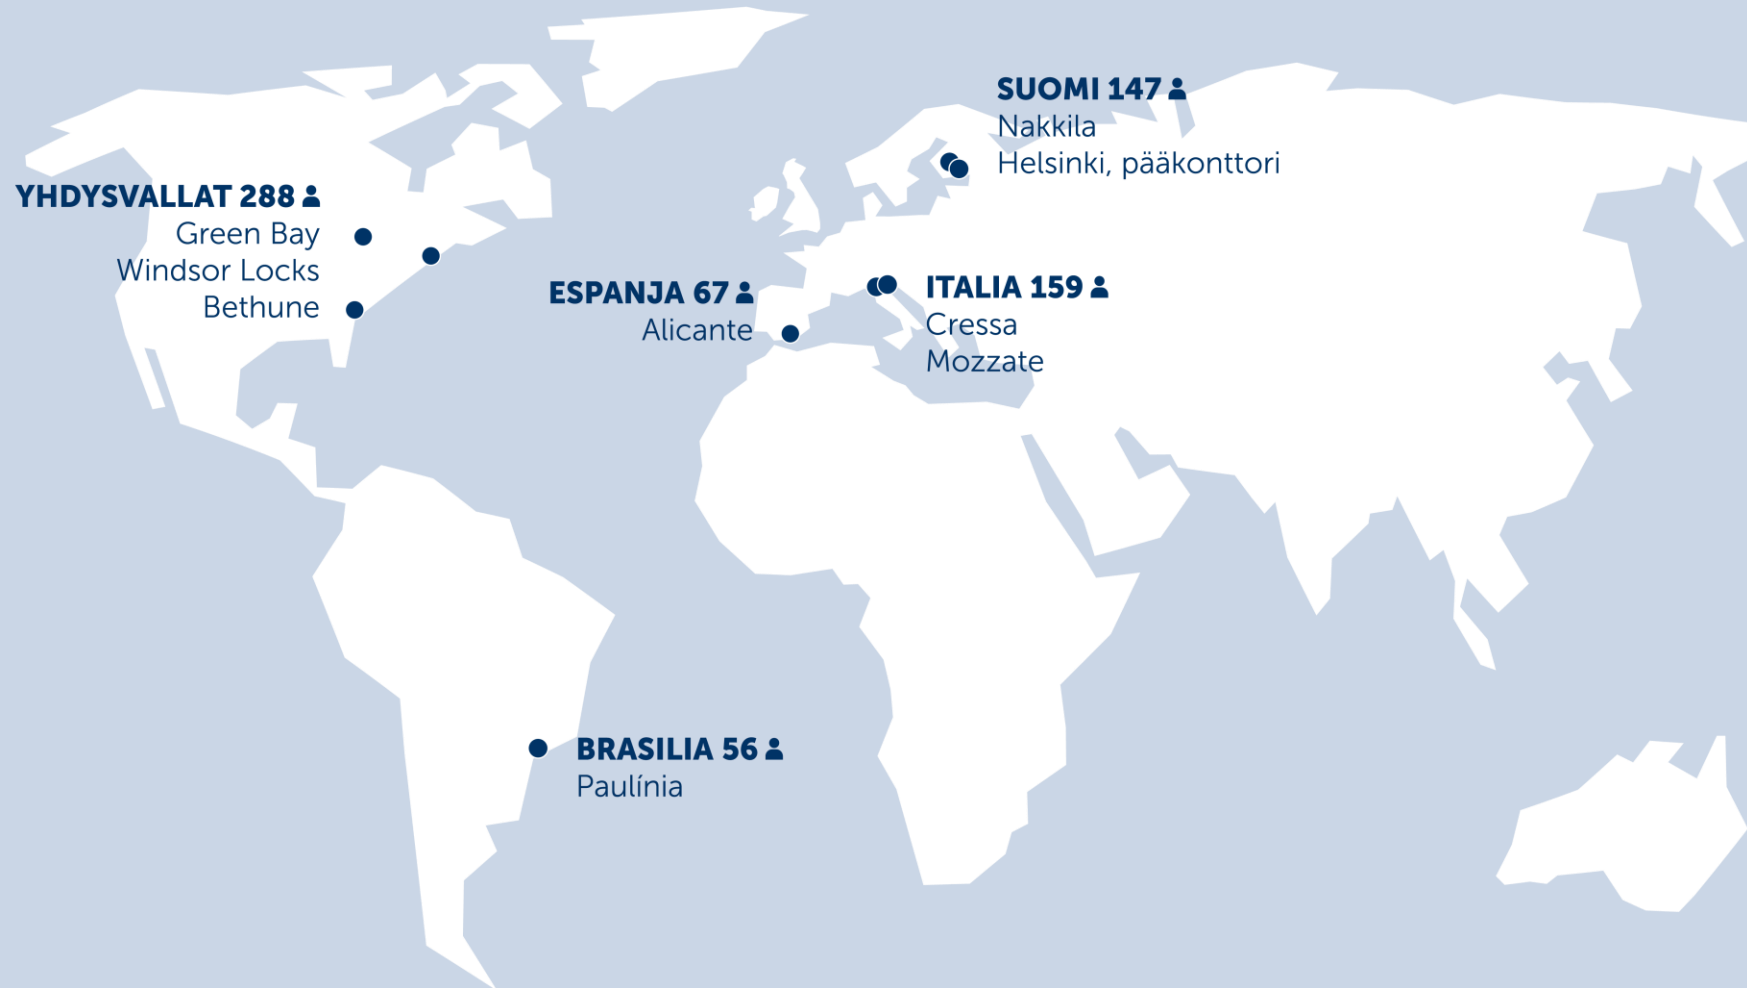 SUOMI 147
Nakkila
Helsinki, pääkonttori
YHDYSVALLAT 288
Green Bay
Windsor Locks
Bethune
ESPANJA 67
Alicante
ITALIA 159
Cressa
Mozzate
BRASILIA 56
Paulínia